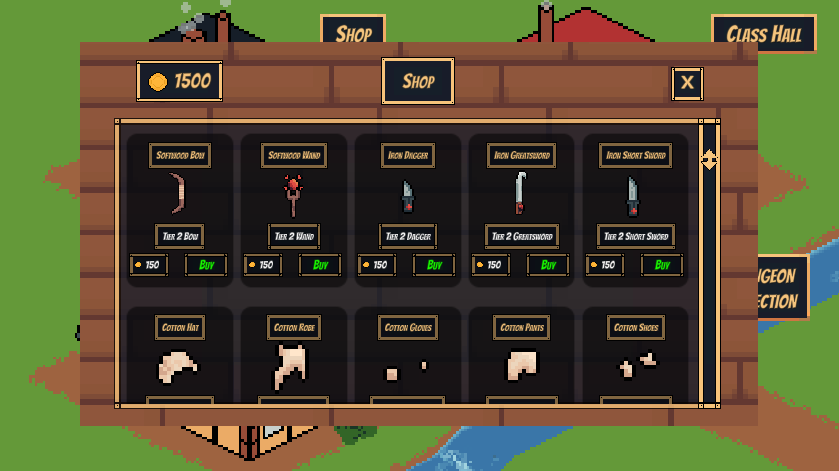 SHOP
CLASS HALL
1500
SHOP
X
SOFTWOOD BOW
SOFTWOOD WAND
IRON DAGGER
IRON GREATSWORD
IRON SHORT SWORD
TIER 2 BOW
TIER 2 WAND
TIER 2 DAGGER
TIER 2 GREATSWORD
TIER 2 SHORT SWORD
150 BUY
150 BUY
150 BUY
150 BUY
150 BUY
NGEON
ECTION
COTTON HAT
COTTON ROBE
COTTON GLOVES
COTTON PANTS
COTTON SHOES